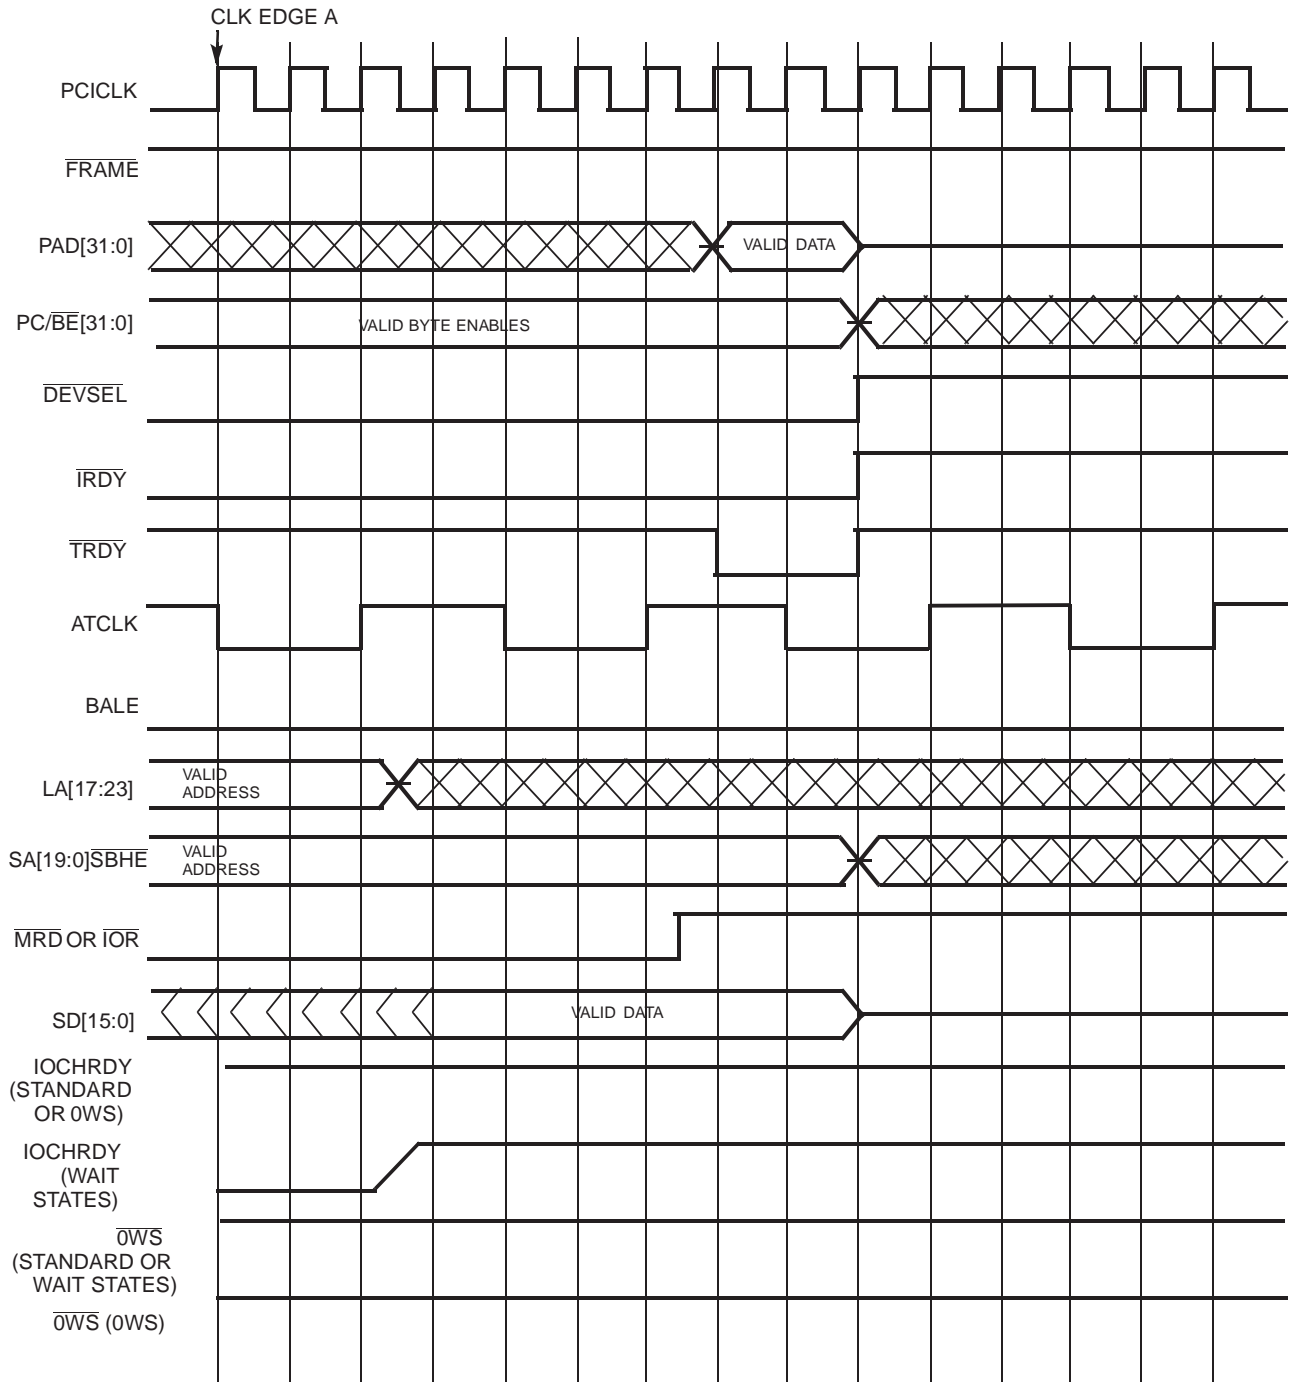 CLK EDGE A
PCICLK
FRAME
PAD[31:0]
VALID DATA
PC/BE[31:0]
VALID BYTE ENABLES
DEVSEL
IRDY
TRDY
ATCLK
BALE
LA[17:23]
VALID
ADDRESS
SA[19:0]SBHE
VALID
ADDRESS
MRD OR IOR
SD[15:0]
VALID DATA
IOCHRDY
(STANDARD
OR 0WS)
IOCHRDY
(WAIT
STATES)
0WS
(STANDARD OR
WAIT STATES)
0WS (0WS)